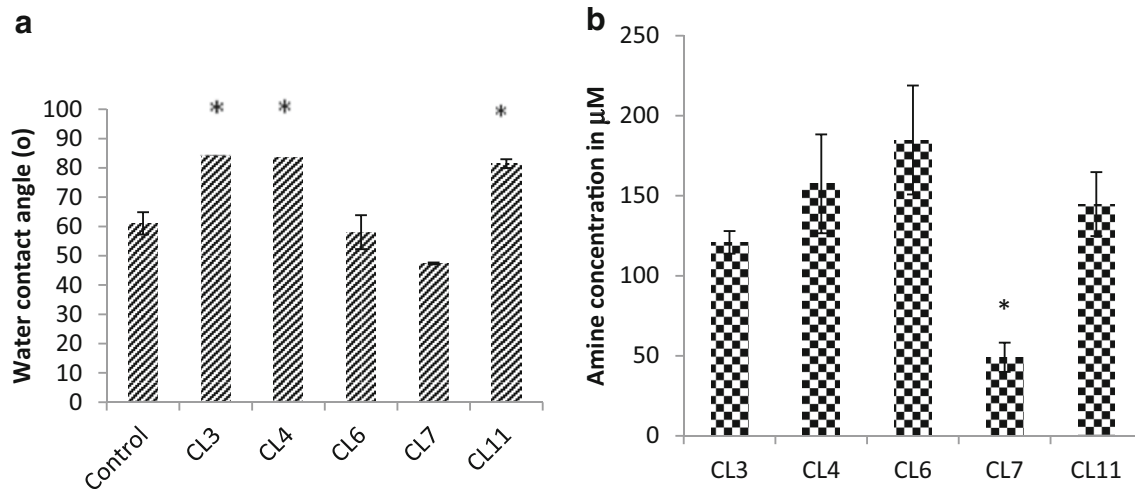 a
Water contact angle (o)
100
90
80
70
60
50
40
30
20
10
0
* * *
Control CL3 CL4 CL6 CL7 CL11
b
Amine concentration in µM
250
200
150
100
50
0
*
CL3 CL4 CL6 CL7 CL11